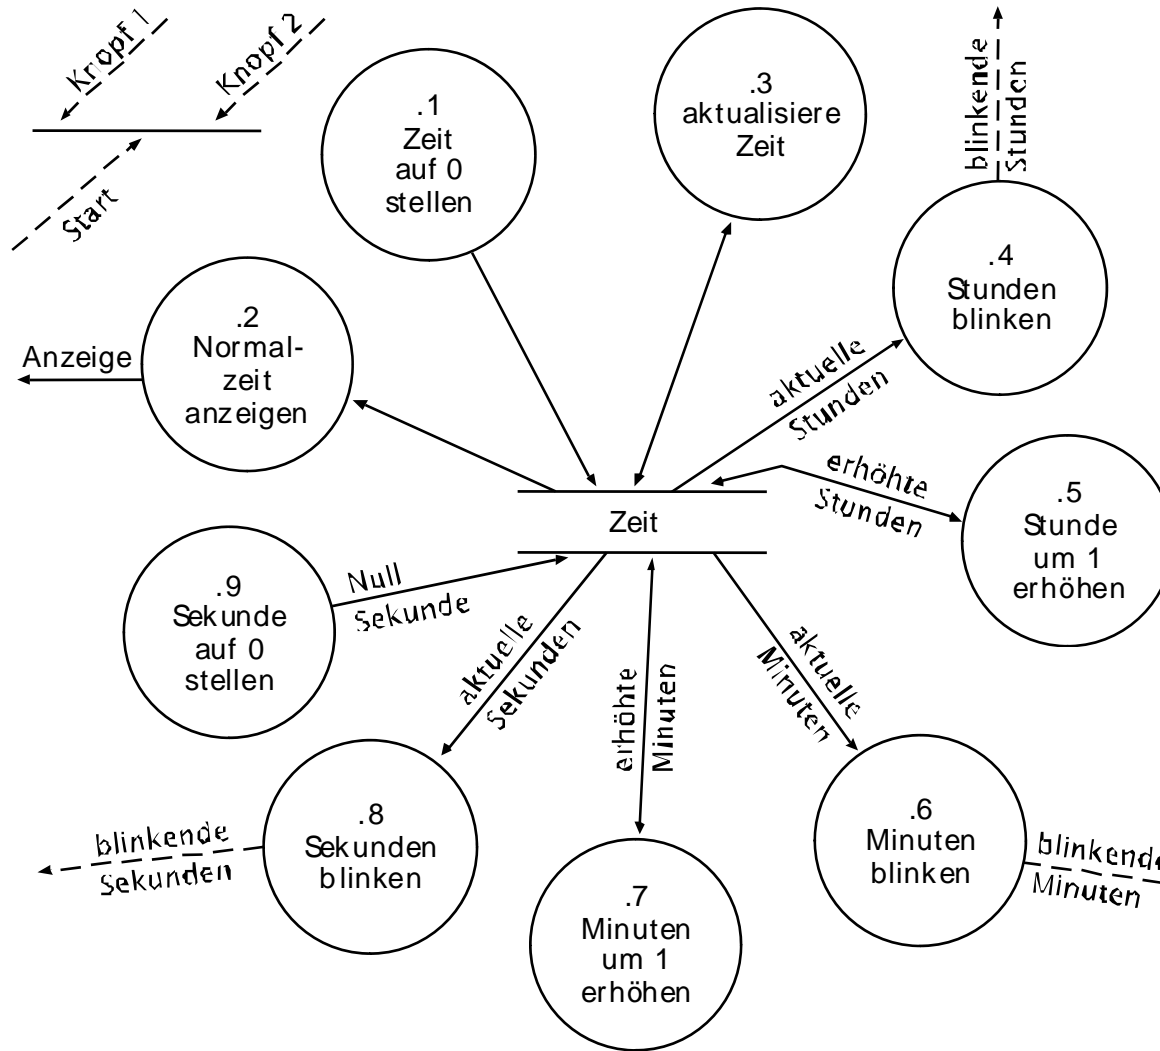 Knopf 1
Knopf 2
Start
.1
Zeit
auf 0
stellen
.3
aktualisiere
Zeit
blinkende
Stunden
.4
Stunden
blinken
.2
Normal-
zeit
anzeigen
Anzeige
aktuelle
Stunden
erhöhte
Stunden
.5
Stunde
um 1
erhöhen
Zeit
.9
Sekunde
auf 0
stellen
Null
Sekunde
aktuelle
Sekunden
erhöhte
Minuten
aktuelle
Minuten
.8
Sekunden
blinken
blinkende
Sekunden
.7
Minuten
um 1
erhöhen
.6
Minuten
blinken
blinkende
Minuten